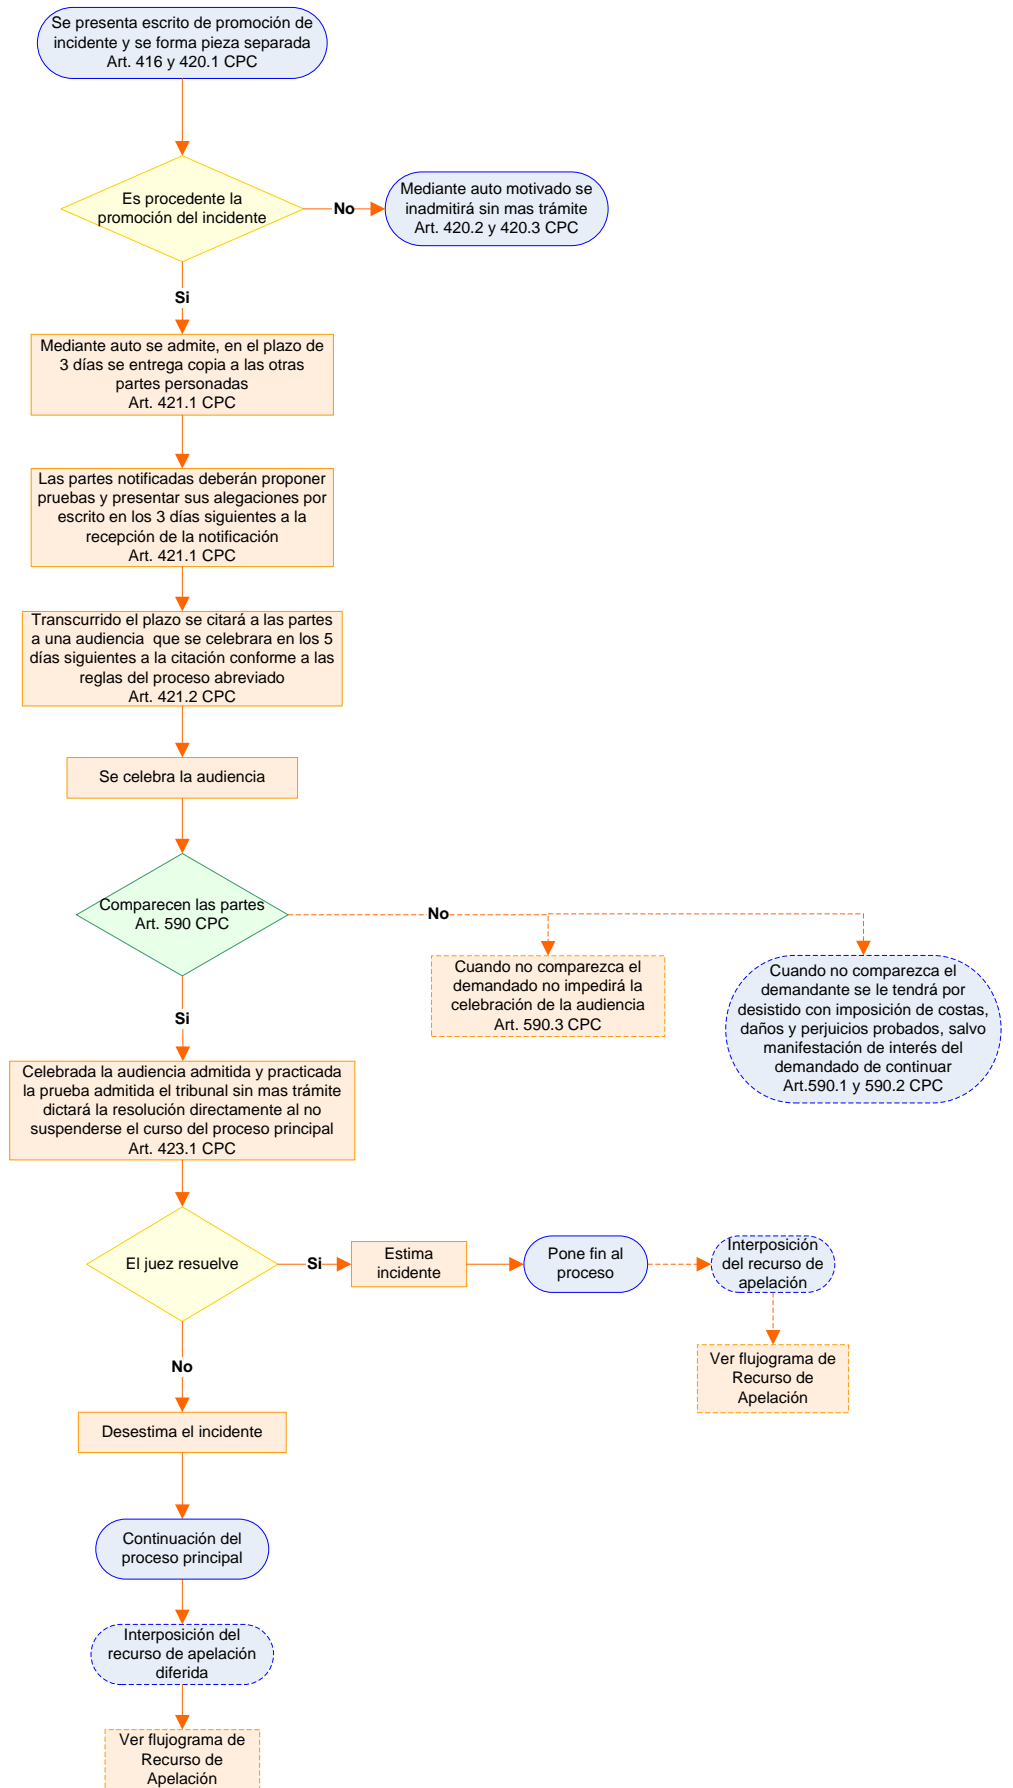 Se presenta escrito de promoción de
incidente y se forma pieza separada
Art. 416 y 420.1 CPC
Es procedente la
promoción del incidente
No
Mediante auto motivado se
inadmitirá sin mas trámite
Art. 420.2 y 420.3 CPC
Si
Mediante auto se admite, en el plazo de
3 días se entrega copia a las otras
partes personadas
Art. 421.1 CPC
Las partes notificadas deberán proponer
pruebas y presentar sus alegaciones por
escrito en los 3 días siguientes a la
recepción de la notificación
Art. 421.1 CPC
Transcurrido el plazo se citará a las partes
a una audiencia que se celebrara en los 5
días siguientes a la citación conforme a las
reglas del proceso abreviado
Art. 421.2 CPC
Se celebra la audiencia
Comparecen las partes
Art. 590 CPC
No
Cuando no comparezca el
demandado no impedirá la
celebración de la audiencia
Art. 590.3 CPC
Cuando no comparezca el
demandante se le tendrá por
desistido con imposición de costas,
daños y perjuicios probados, salvo
manifestación de interés del
demandado de continuar
Art.590.1 y 590.2 CPC
Si
Celebrada la audiencia admitida y practicada
la prueba admitida el tribunal sin mas trámite
dictará la resolución directamente al no
suspenderse el curso del proceso principal
Art. 423.1 CPC
El juez resuelve
Si
Estima
incidente
Pone fin al
proceso
Interposición
del recurso de
apelación
Ver flujograma de
Recurso de
Apelación
No
Desestima el incidente
Continuación del
proceso principal
Interposición del
recurso de apelación
diferida
Ver flujograma de
Recurso de
Apelación